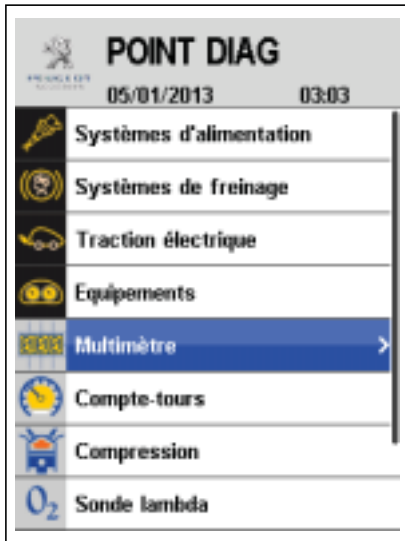 POINT DIAG
PEUGEOT
05/01/2013 03:03
Systèmes d'alimentation
Systèmes de freinage
Traction électrique
Equipements
Multimètre >
Compte-tours
Compression
O₂ Sonde lambda